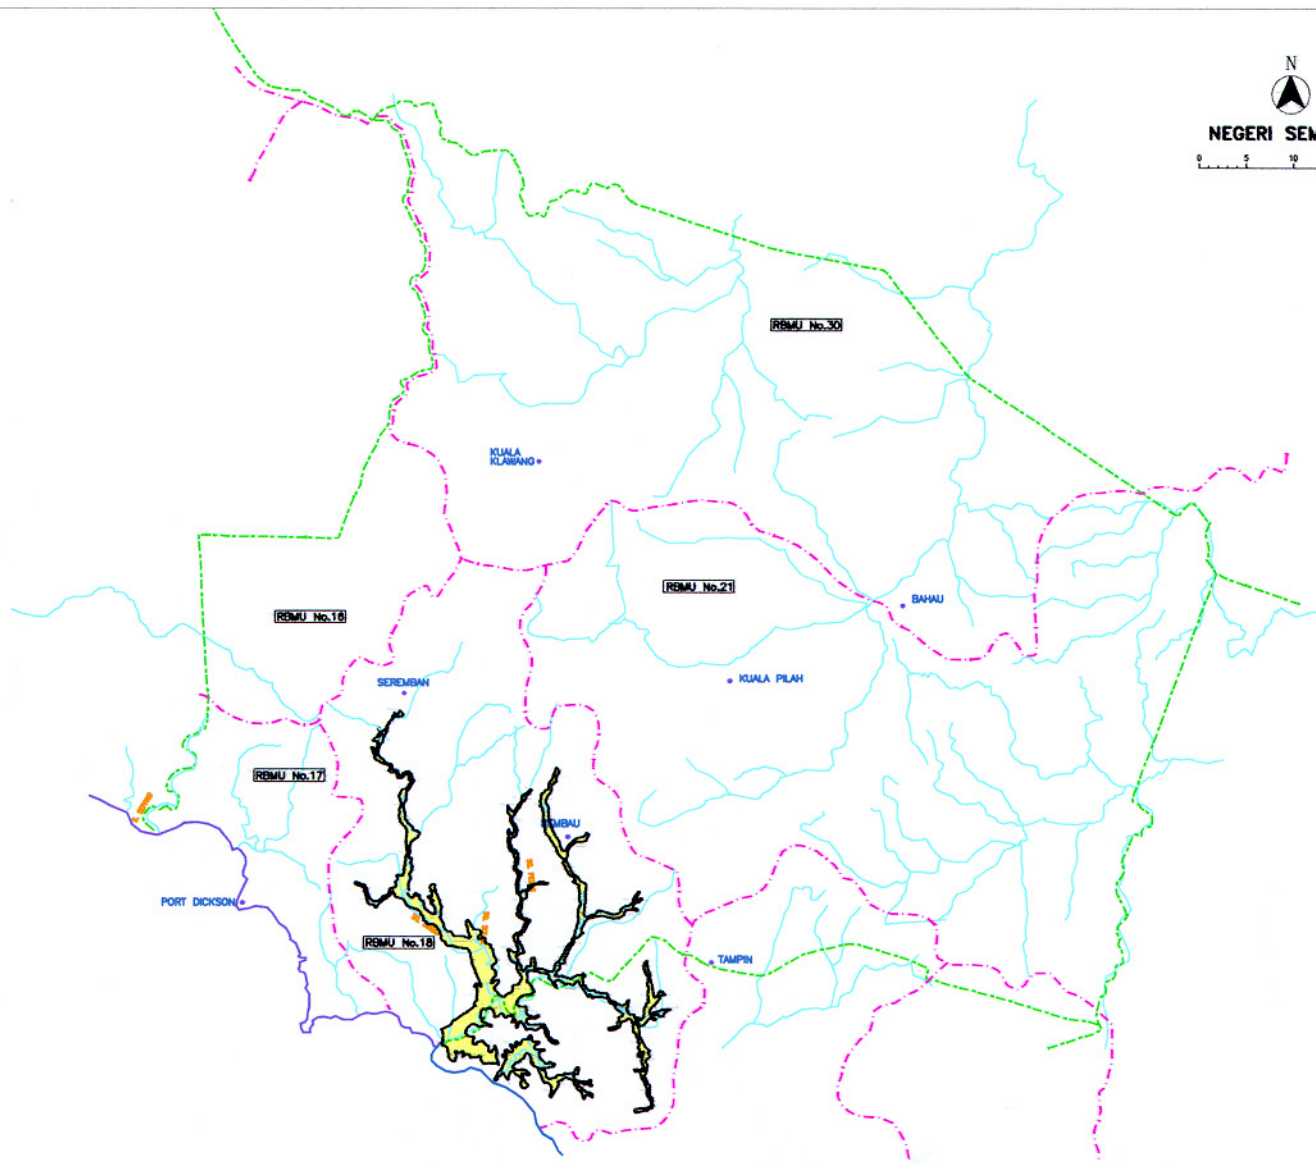 N
NEGERI SEM
0 5 10
RBMU No.30
KUALA
KLAWANG
RBMU No.21
BAHAU
RBMU No.16
SEREMBAN
KUALA PILAH
RBMU No.17
PORT DICKSON
RBMU No.18
TAMPIN